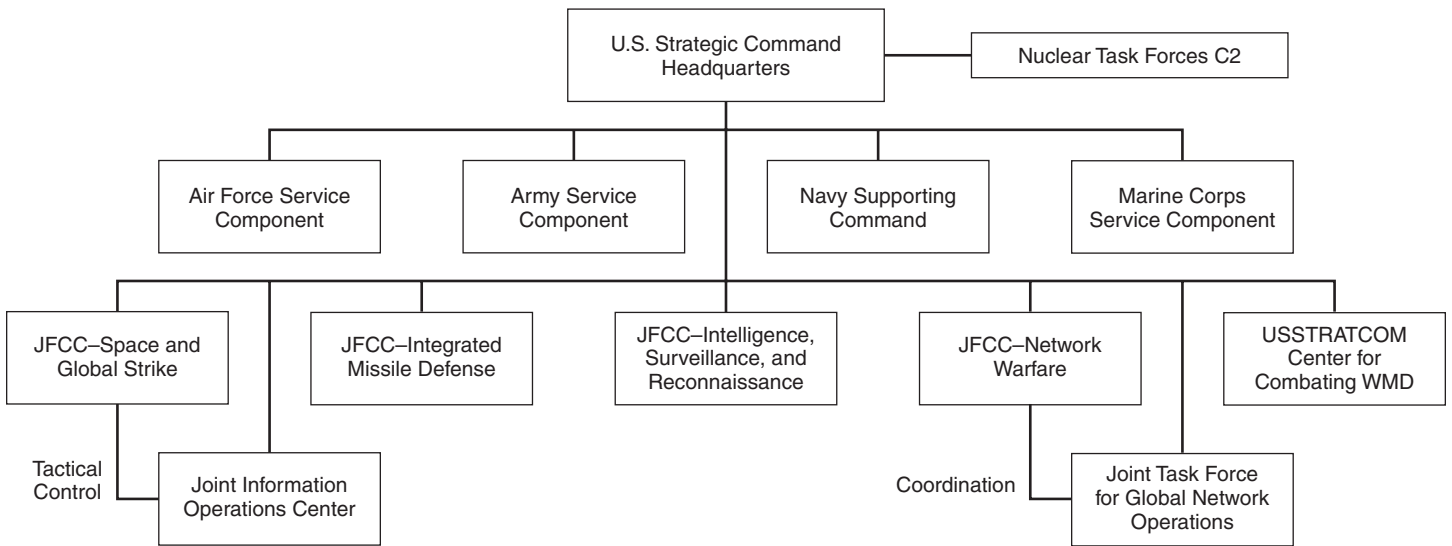 U.S. Strategic Command
Headquarters
Nuclear Task Forces C2
Air Force Service
Component
Army Service
Component
Navy Supporting
Command
Marine Corps
Service Component
JFCC–Space and
Global Strike
JFCC–Integrated
Missile Defense
JFCC–Intelligence,
Surveillance, and
Reconnaissance
JFCC–Network
Warfare
USSTRATCOM
Center for
Combating WMD
Tactical
Control
Joint Information
Operations Center
Coordination
Joint Task Force
for Global Network
Operations